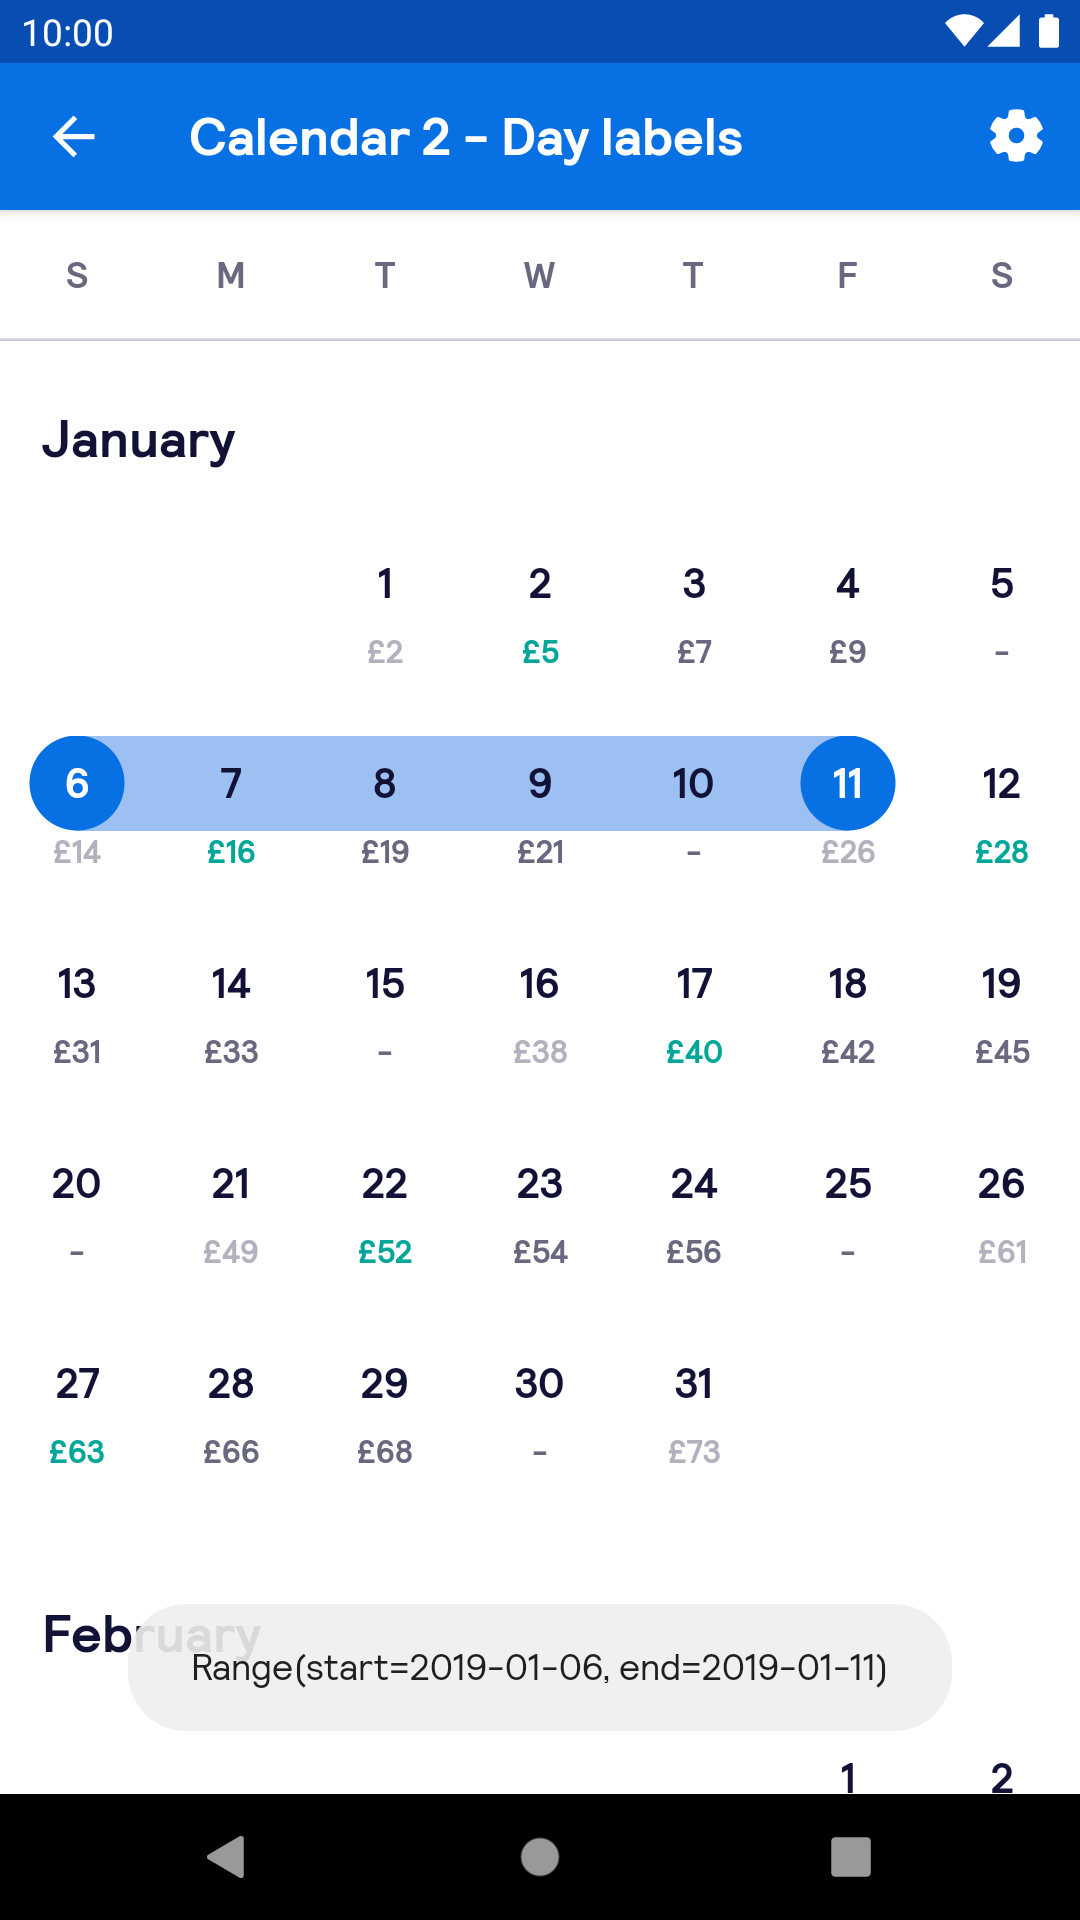 10:00
Calendar 2 - Day labels
S M T W T F S
January
1 2 3 4 5
£2 £5 £7 £9 -
6 7 8 9 10 11 12
£14 £16 £19 £21 - £26 £28
13 14 15 16 17 18 19
£31 £33 - £38 £40 £42 £45
20 21 22 23 24 25 26
- £49 £52 £54 £56 - £61
27 28 29 30 31
£63 £66 £68 - £73
February
Range(start=2019-01-06, end=2019-01-11)
1 2